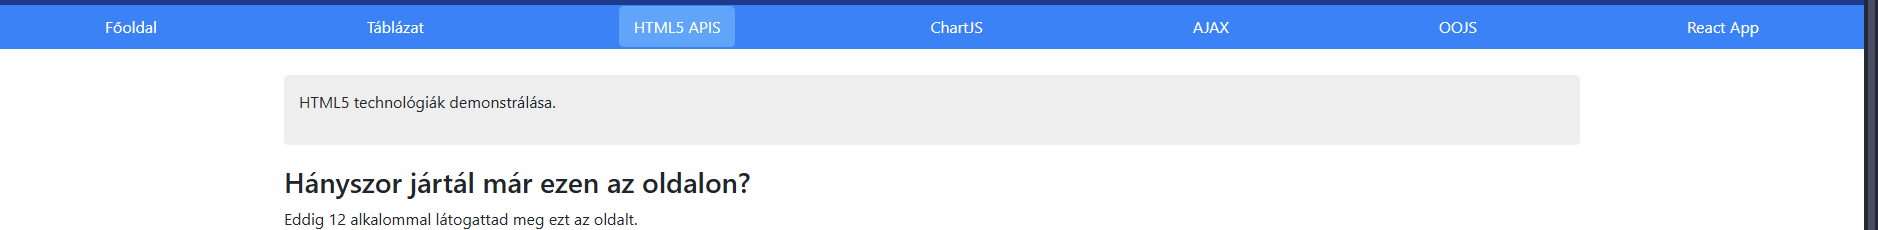 Főoldal Táblázat HTML5 APIS ChartJS AJAX OOJS React App
HTML5 technológiák demonstrálása.
Hányszor jártál már ezen az oldalon?
Eddig 12 alkalommal látogattad meg ezt az oldalt.